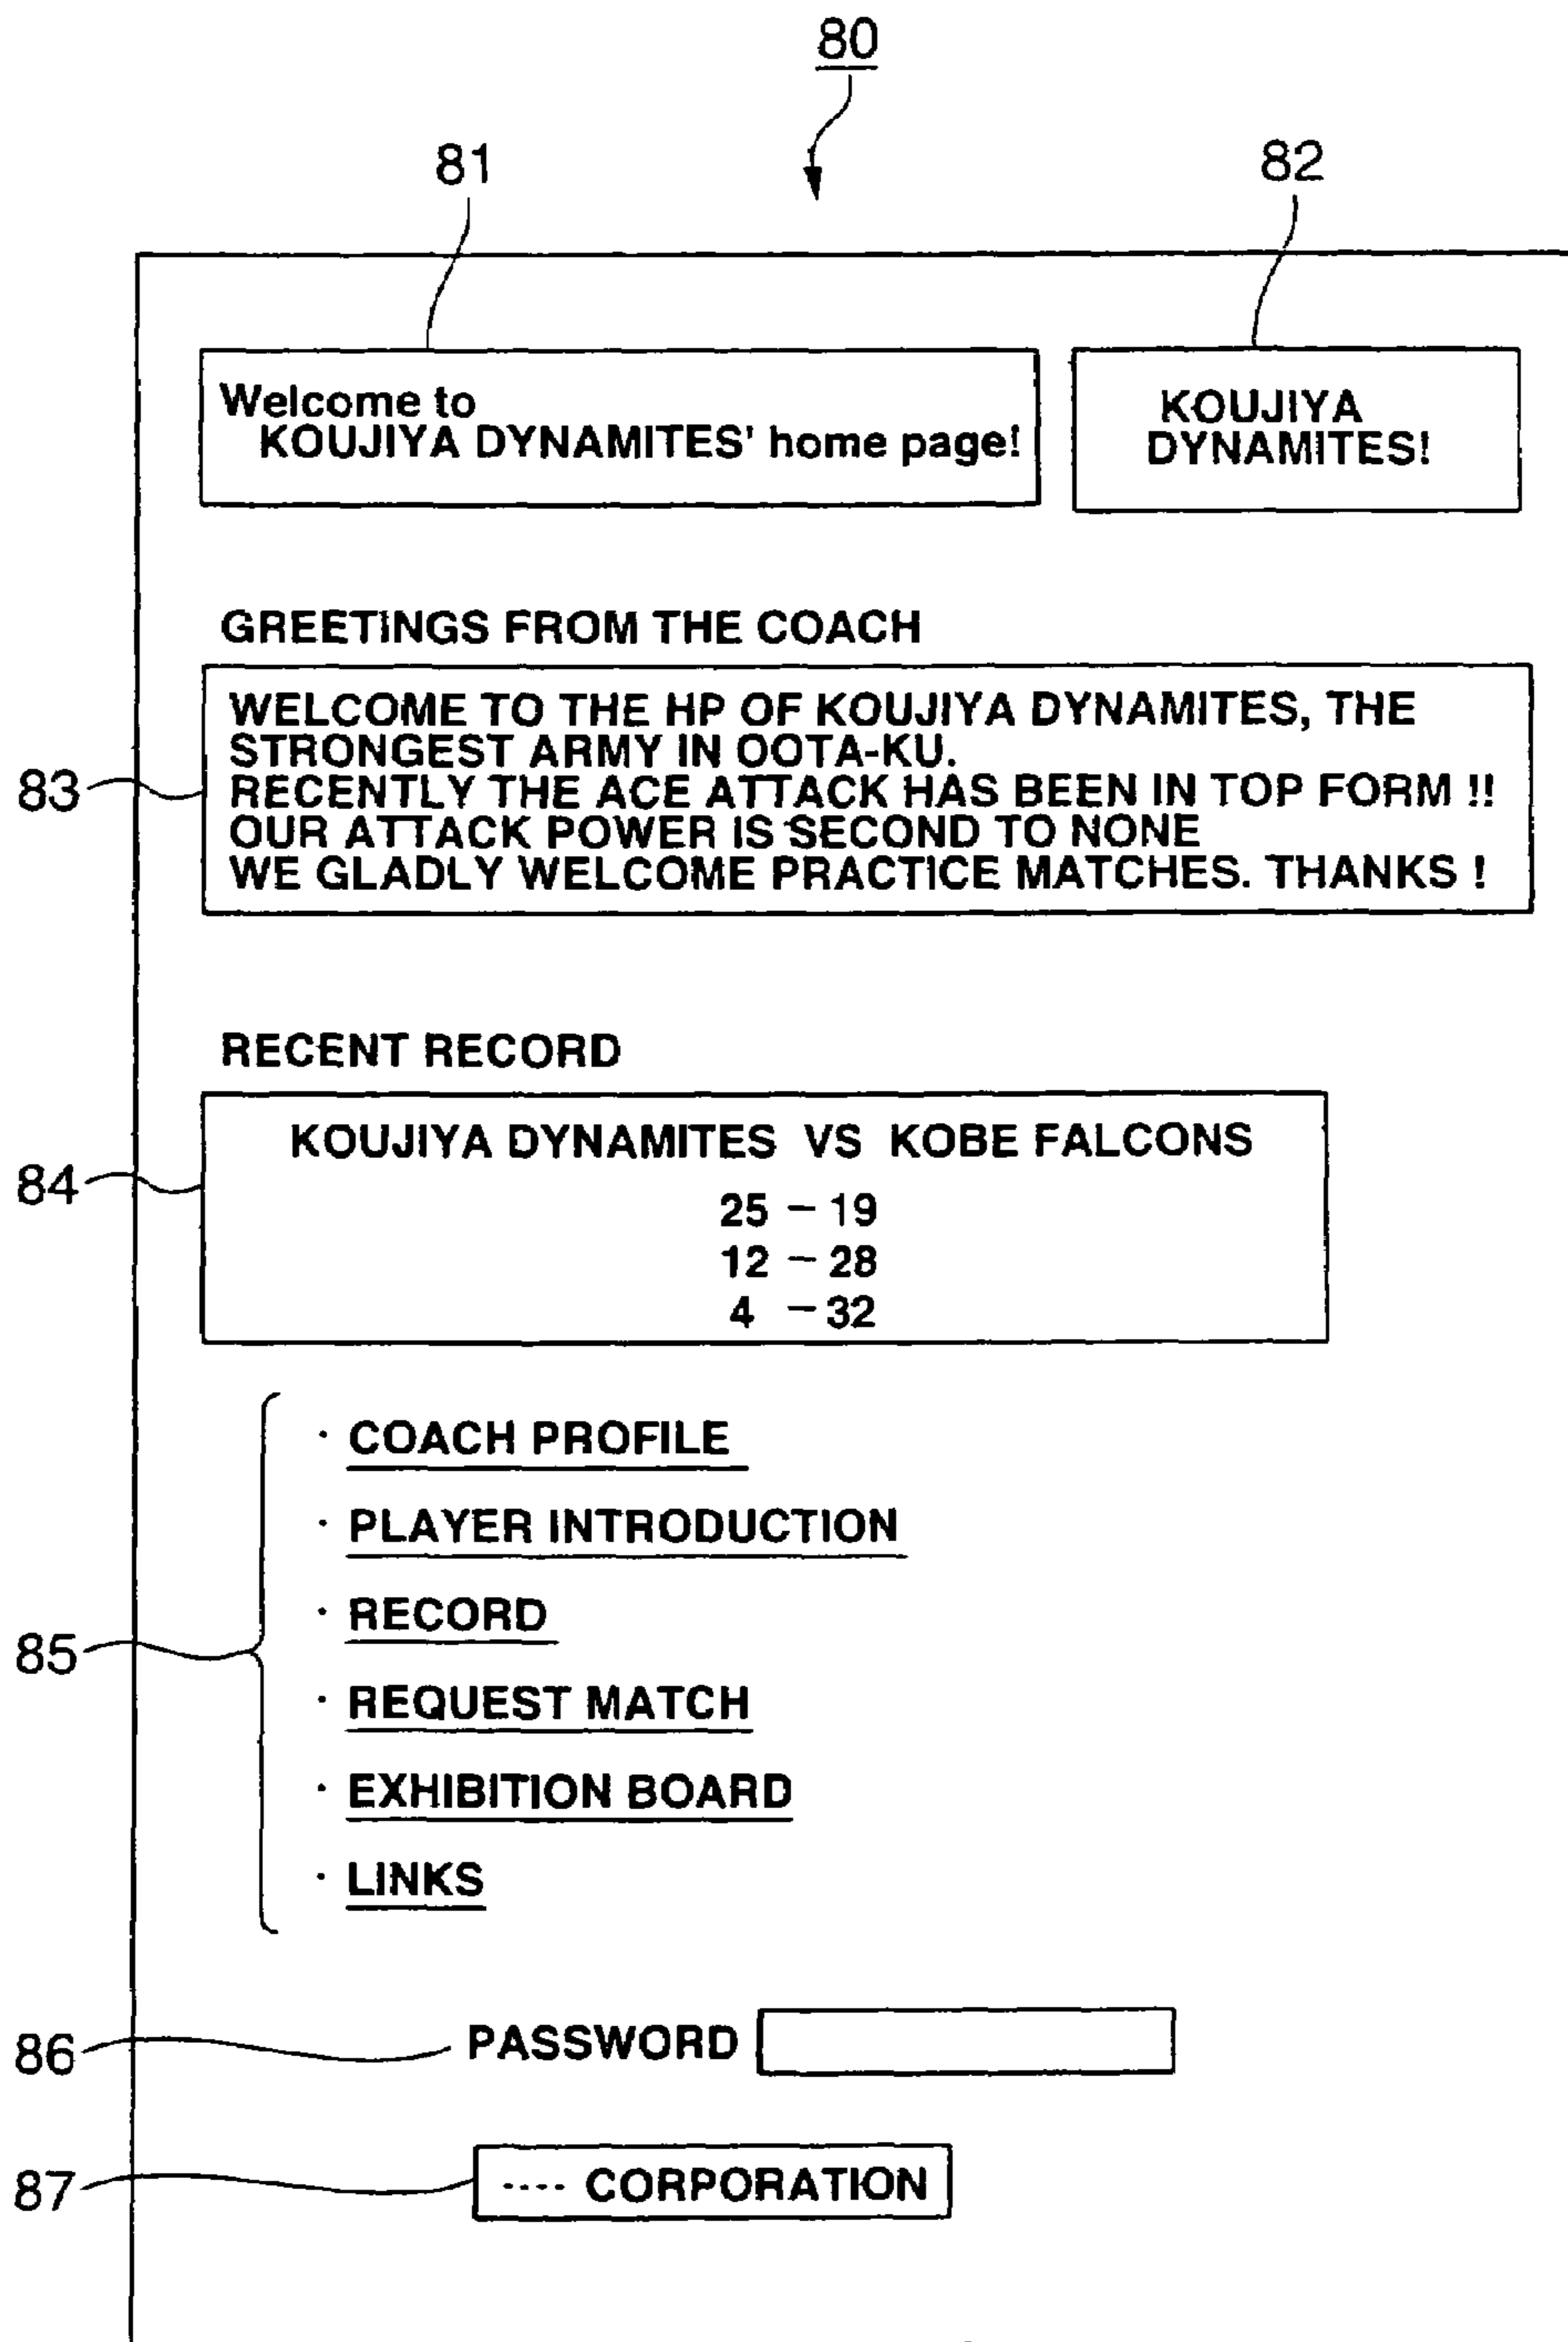 80
81
82
Welcome to
KOUJIYA DYNAMITES' home page!
KOUJIYA
DYNAMITES!
GREETINGS FROM THE COACH
83
WELCOME TO THE HP OF KOUJIYA DYNAMITES, THE
STRONGEST ARMY IN OOTA-KU.
RECENTLY THE ACE ATTACK HAS BEEN IN TOP FORM !!
OUR ATTACK POWER IS SECOND TO NONE
WE GLADLY WELCOME PRACTICE MATCHES. THANKS !
RECENT RECORD
84
KOUJIYA DYNAMITES VS KOBE FALCONS
25 – 19
12 – 28
4 – 32
85
· COACH PROFILE
· PLAYER INTRODUCTION
· RECORD
· REQUEST MATCH
· EXHIBITION BOARD
· LINKS
86
PASSWORD
87
---- CORPORATION